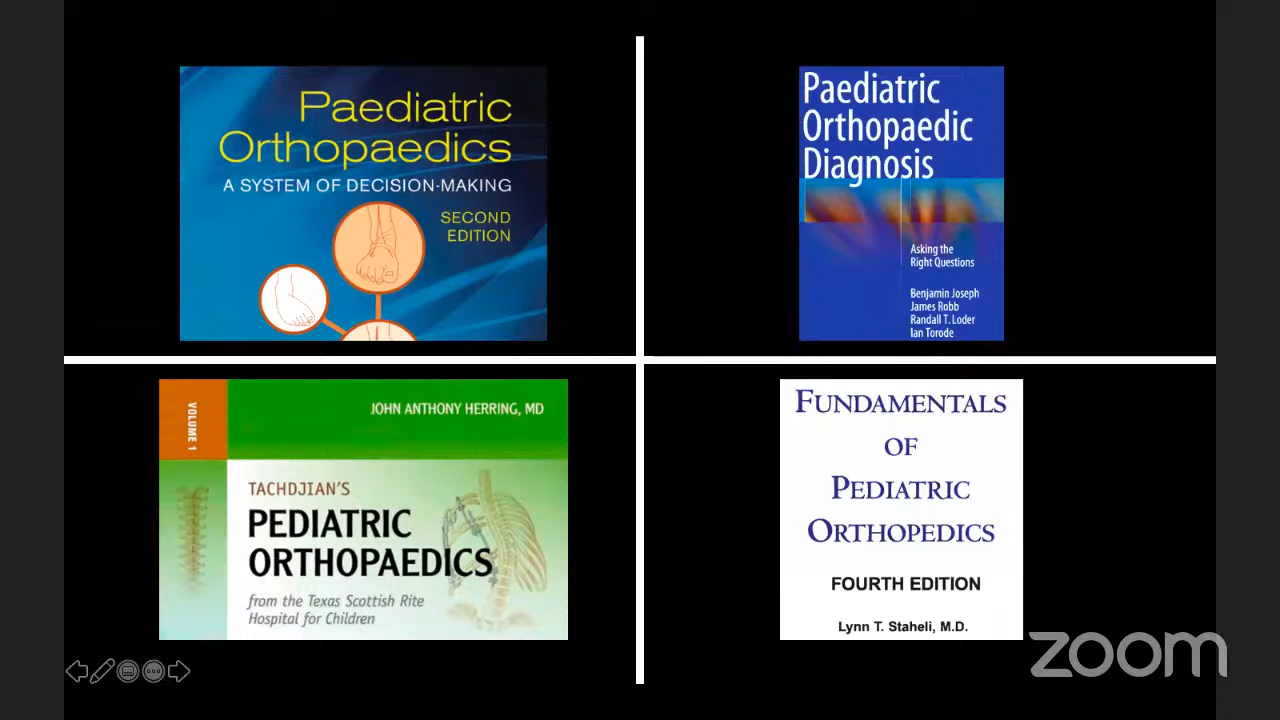 Paediatric
Orthopaedics
A SYSTEM OF DECISION-MAKING
SECOND
EDITION
Paediatric
Orthopaedic
Diagnosis
Asking the
Right Questions
Benjamin Joseph
James Robb
Randall T. Loder
Ian Torode
VOLUME 1
JOHN ANTHONY HERRING, MD
TACHDJIAN'S
PEDIATRIC
ORTHOPAEDICS
from the Texas Scottish Rite
Hospital for Children
FUNDAMENTALS
OF
PEDIATRIC
ORTHOPEDICS
FOURTH EDITION
Lynn T. Staheli, M.D.
zoom